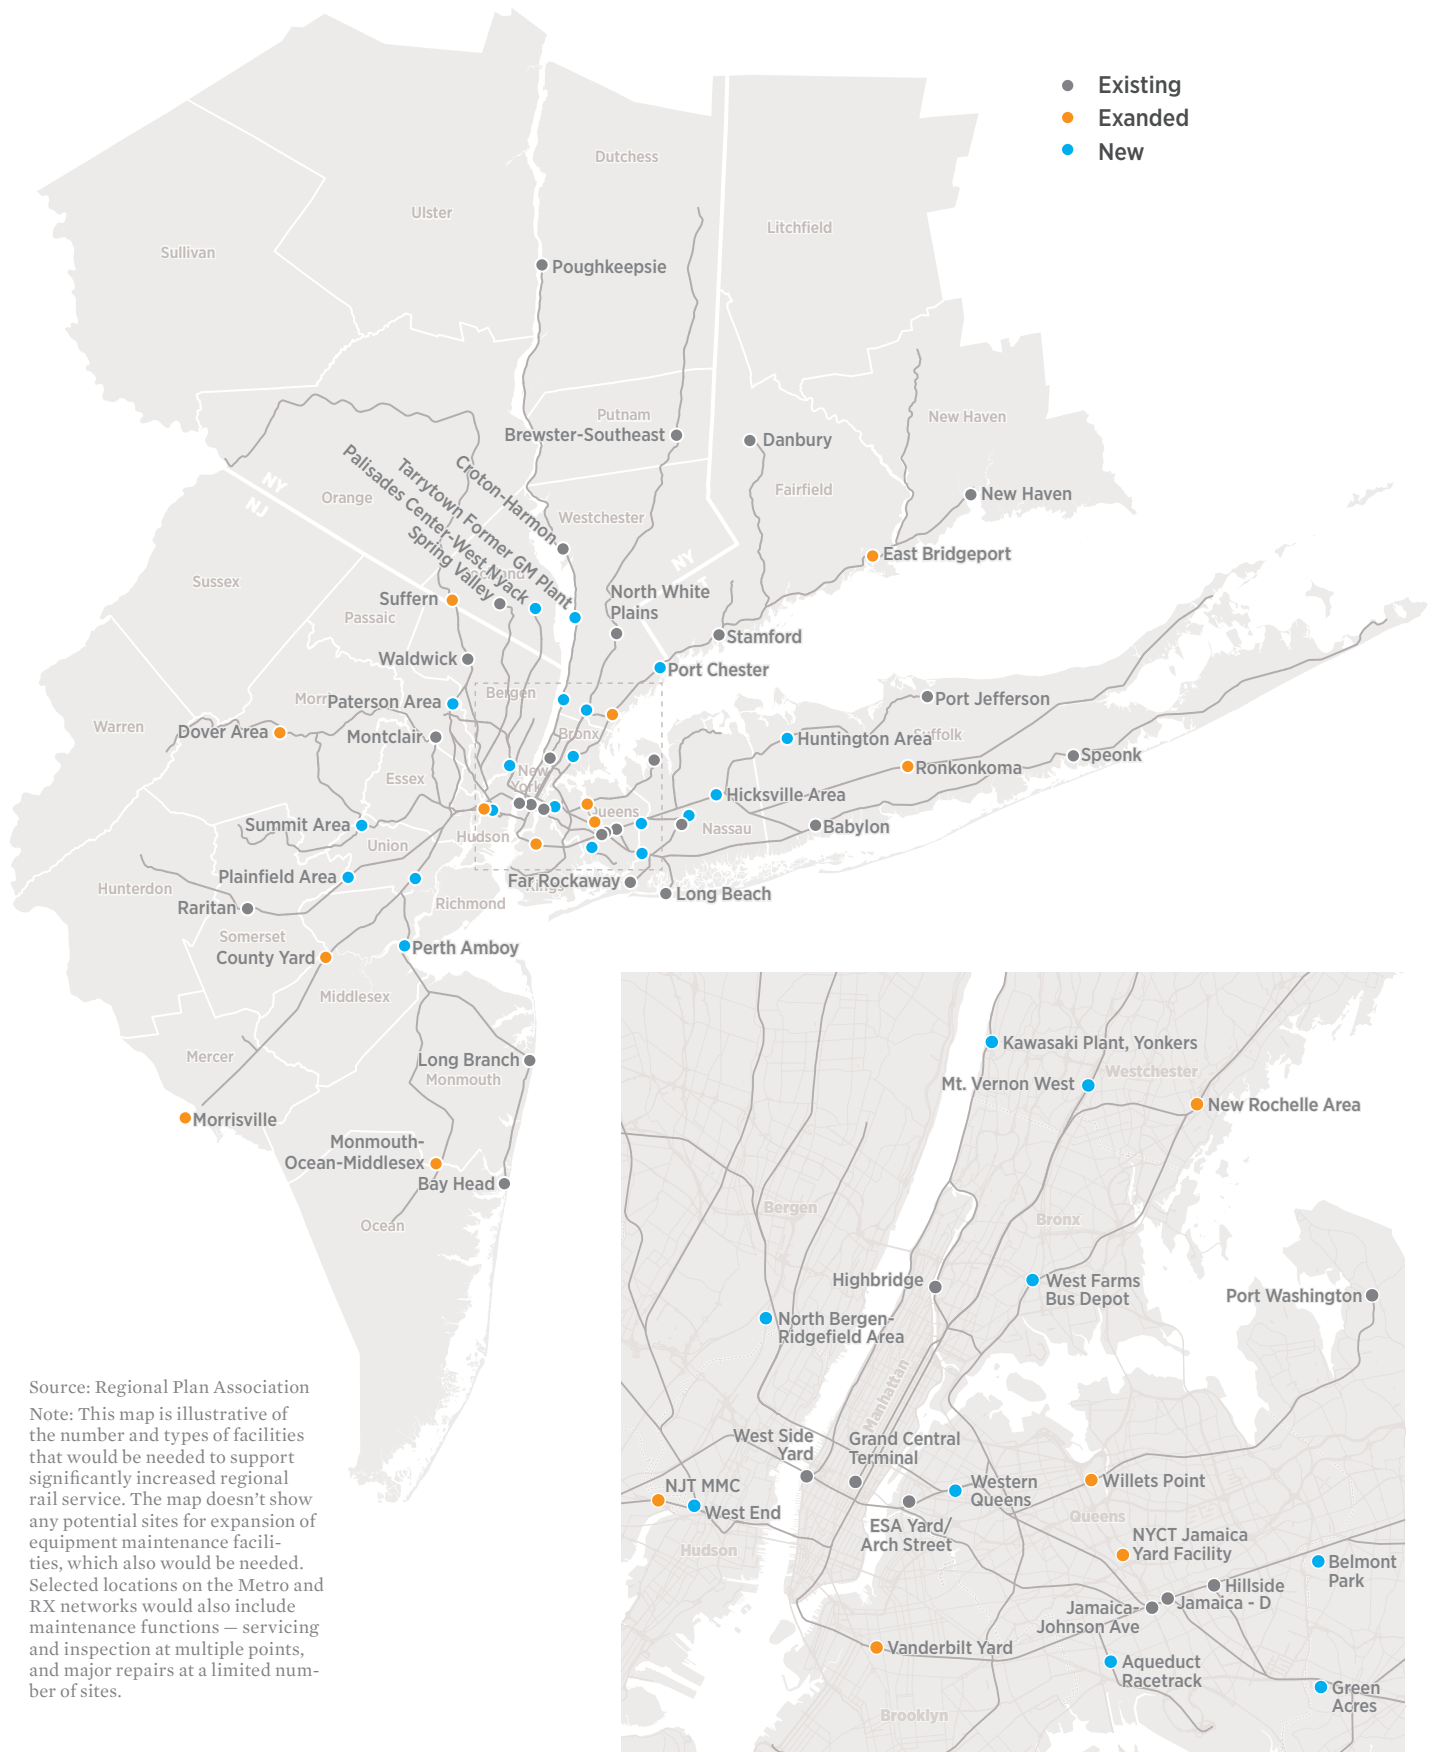 Existing
Exanded
New
Dutchess
Ulster
Litchfield
Sullivan
Poughkeepsie
Putnam
New Haven
Brewster-Southeast
Danbury
Croton-Harmon
Tarrytown Former GM Plant
Palisades Center-West Nyack
Spring Valley
NY
NJ
Orange
Fairfield
New Haven
Westchester
NY
East Bridgeport
Sussex
Suffern
North White
Plains
Passaic
Stamford
Waldwick
Port Chester
Bergen
Paterson Area
Port Jefferson
Warren
Dover Area
Montclair
Bronx
Huntington Area
Suffolk
Speonk
Essex
New
York
Ronkonkoma
Hicksville Area
Queens
Summit Area
Union
Hudson
Nassau
Babylon
Hunterdon
Plainfield Area
Far Rockaway
Kings
Long Beach
Raritan
Richmond
Somerset
County Yard
Perth Amboy
Middlesex
Mercer
Long Branch
Monmouth
Morrisville
Monmouth-
Ocean-Middlesex
Bay Head
Ocean
Kawasaki Plant, Yonkers
Westchester
Mt. Vernon West
New Rochelle Area
Bergen
Bronx
Highbridge
West Farms
Bus Depot
Port Washington
North Bergen-
Ridgefield Area
Manhattan
West Side
Yard
Grand Central
Terminal
NJT MMC
West End
Western
Queens
Willets Point
Queens
ESA Yard/
Arch Street
NYCT Jamaica
Yard Facility
Hudson
Belmont
Park
Hillside
Jamaica - D
Jamaica-
Johnson Ave
Vanderbilt Yard
Aqueduct
Racetrack
Green
Acres
Brooklyn
Source: Regional Plan Association
Note: This map is illustrative of
the number and types of facilities
that would be needed to support
significantly increased regional
rail service. The map doesn't show
any potential sites for expansion of
equipment maintenance facili-
ties, which also would be needed.
Selected locations on the Metro and
RX networks would also include
maintenance functions — servicing
and inspection at multiple points,
and major repairs at a limited num-
ber of sites.